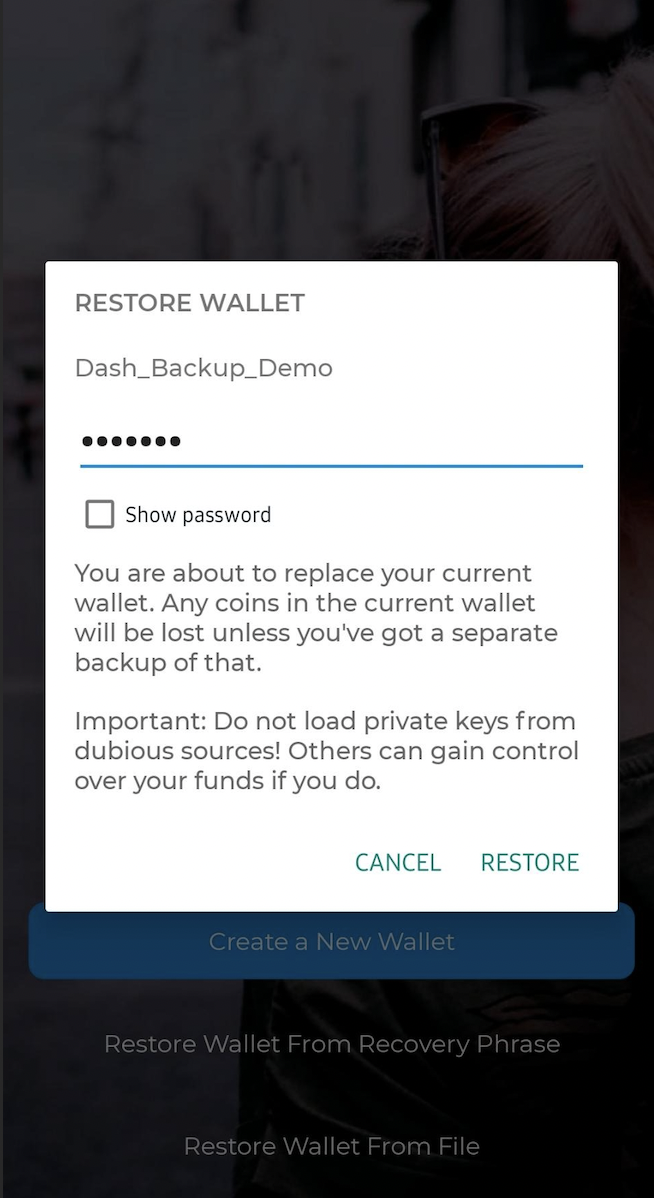 RESTORE WALLET
Dash_Backup_Demo
•••••••
Show password
You are about to replace your current
wallet. Any coins in the current wallet
will be lost unless you've got a separate
backup of that.
Important: Do not load private keys from
dubious sources! Others can gain control
over your funds if you do.
CANCEL RESTORE
Create a New Wallet
Restore Wallet From Recovery Phrase
Restore Wallet From File